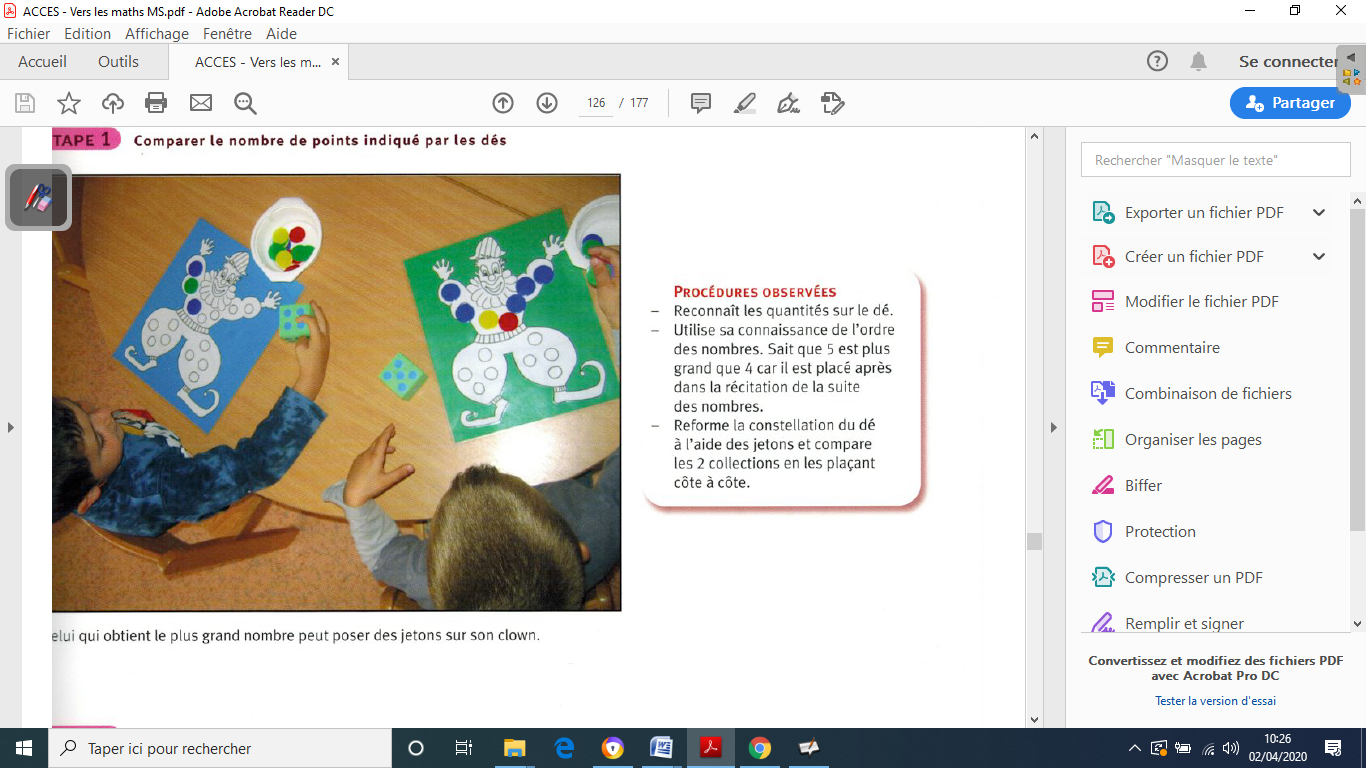 ACCES - Vers les maths MS.pdf - Adobe Acrobat Reader DC
Fichier Edition Affichage Fenêtre Aide
Accueil Outils ACCES - Vers les m... ×
Se connecter
126 / 177
Partager
TAPE 1 Comparer le nombre de points indiqué par les dés
PROCÉDURES OBSERVÉES
– Reconnaît les quantités sur le dé.
– Utilise sa connaissance de l'ordre
des nombres. Sait que 5 est plus
grand que 4 car il est placé après
dans la récitation de la suite
des nombres.
– Reforme la constellation du dé
à l'aide des jetons et compare
les 2 collections en les plaçant
côte à côte.
elui qui obtient le plus grand nombre peut poser des jetons sur son clown.
Rechercher "Masquer le texte"
Exporter un fichier PDF
Créer un fichier PDF
Modifier le fichier PDF
Commentaire
Combinaison de fichiers
Organiser les pages
Biffer
Protection
Compresser un PDF
Remplir et signer
Convertissez et modifiez des fichiers PDF
avec Acrobat Pro DC
Tester la version d'essai
Taper ici pour rechercher
10:26
02/04/2020